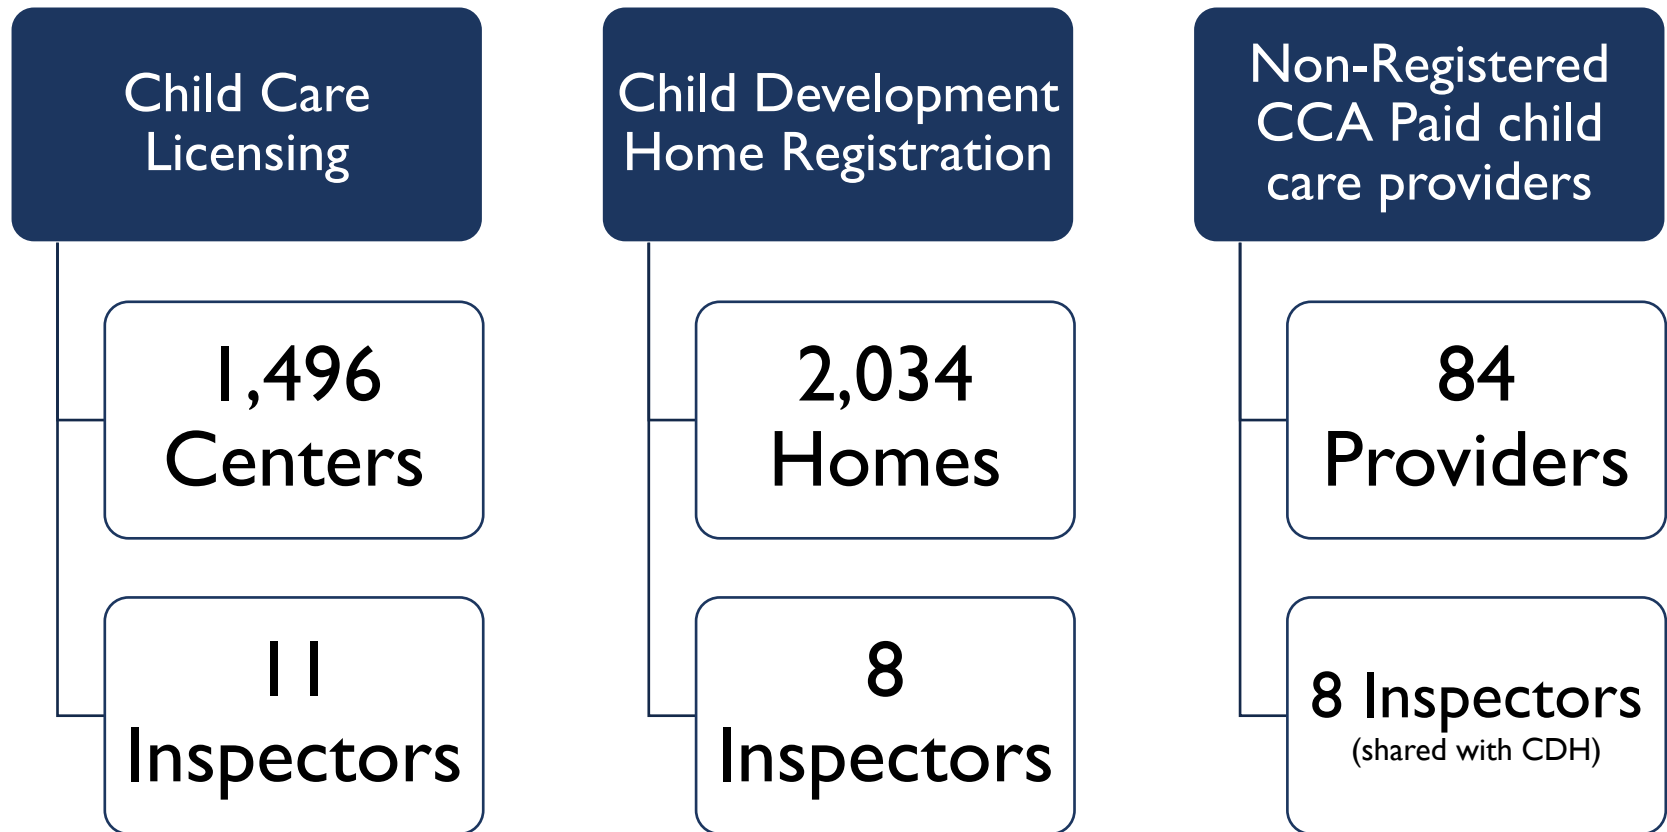 Child Care
Licensing
1,496
Centers
11
Inspectors
Child Development
Home Registration
2,034
Homes
8
Inspectors
Non-Registered
CCA Paid child
care providers
84
Providers
8 Inspectors
(shared with CDH)